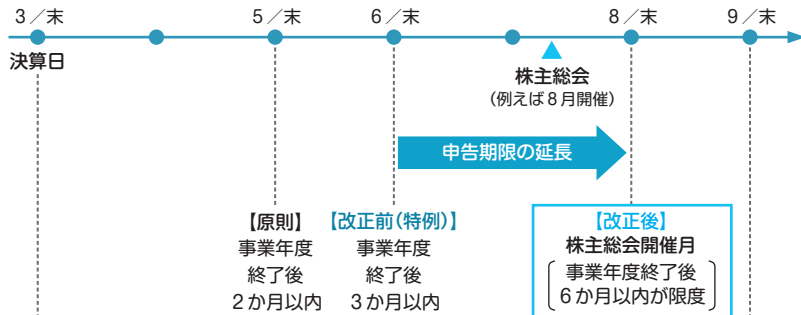 3／末
5／末
6／末
8／末
9／末
決算日
株主総会
(例えば８月開催)
申告期限の延長
【原則】
事業年度
終了後
２か月以内
【改正前(特例)】
事業年度
終了後
３か月以内
【改正後】
株主総会開催月
事業年度終了後
６か月以内が限度